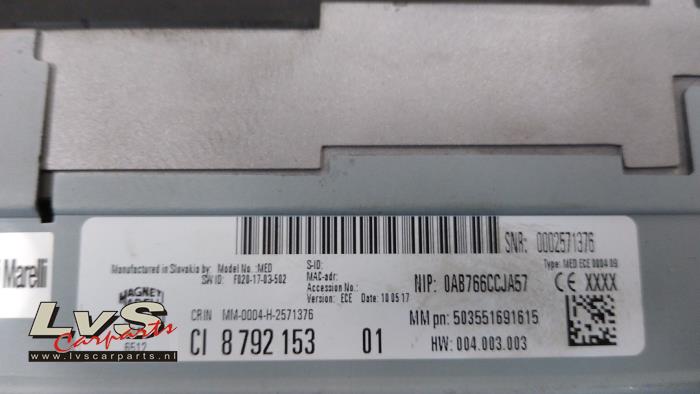 SNR: 0002571376
Marelli
Manufactured in Slovakia by: Model No.: MED
SW ID: F020-17-03-502
S-ID:
MAC-adr:
Accession No.:
Version: ECE Date: 10 05 17
NIP: 0AB766CCJA57
Type: MED ECE 0004 09
CE XXXX
MAGNETI
6512
CRIN MM-0004-H-2571376
CI 8 792 153 01
MM pn: 503551691615
HW: 004.003.003
LvS
Carparts
www.lvscarparts.nl